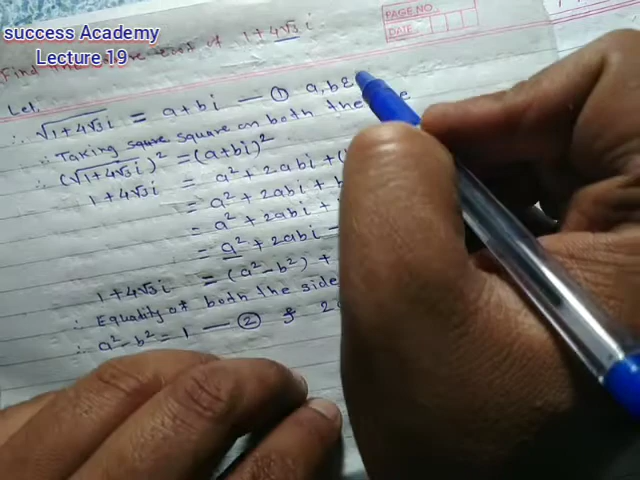 success Academy
Lecture 19
PAGE NO.
DATE
Find the root of 1+4√3 i
Let,
∴ √1+4√3 i = a+bi — ① a,bε
∴ Taking square square on both the
∴ (√1+4√3 i)² = (a+bi)²
1+4√3 i = a² + 2abi + (
= a² + 2abi + b
= a² + 2abi +
= a² + 2abi −
1+4√3 i = (a²-b²) +
∴ Equality of both the side
∴ a²-b² = 1 — ② & 2